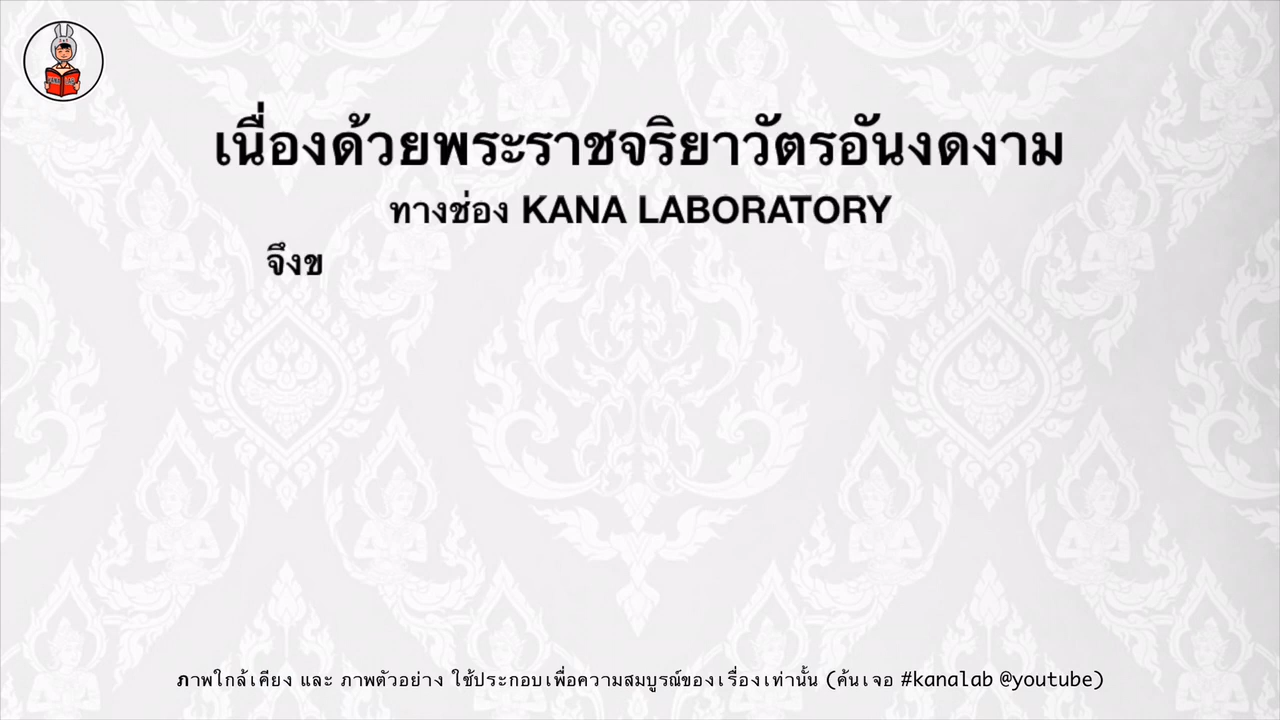 เนื่องด้วยพระราชจริยาวัตรอันงดงาม
ทางช่อง KANA LABORATORY
จึงข
ภาพใกล้เคียง และ ภาพตัวอย่าง ใช้ประกอบเพื่อความสมบูรณ์ของเรื่องเท่านั้น (ค้นเจอ #kanalab @youtube)